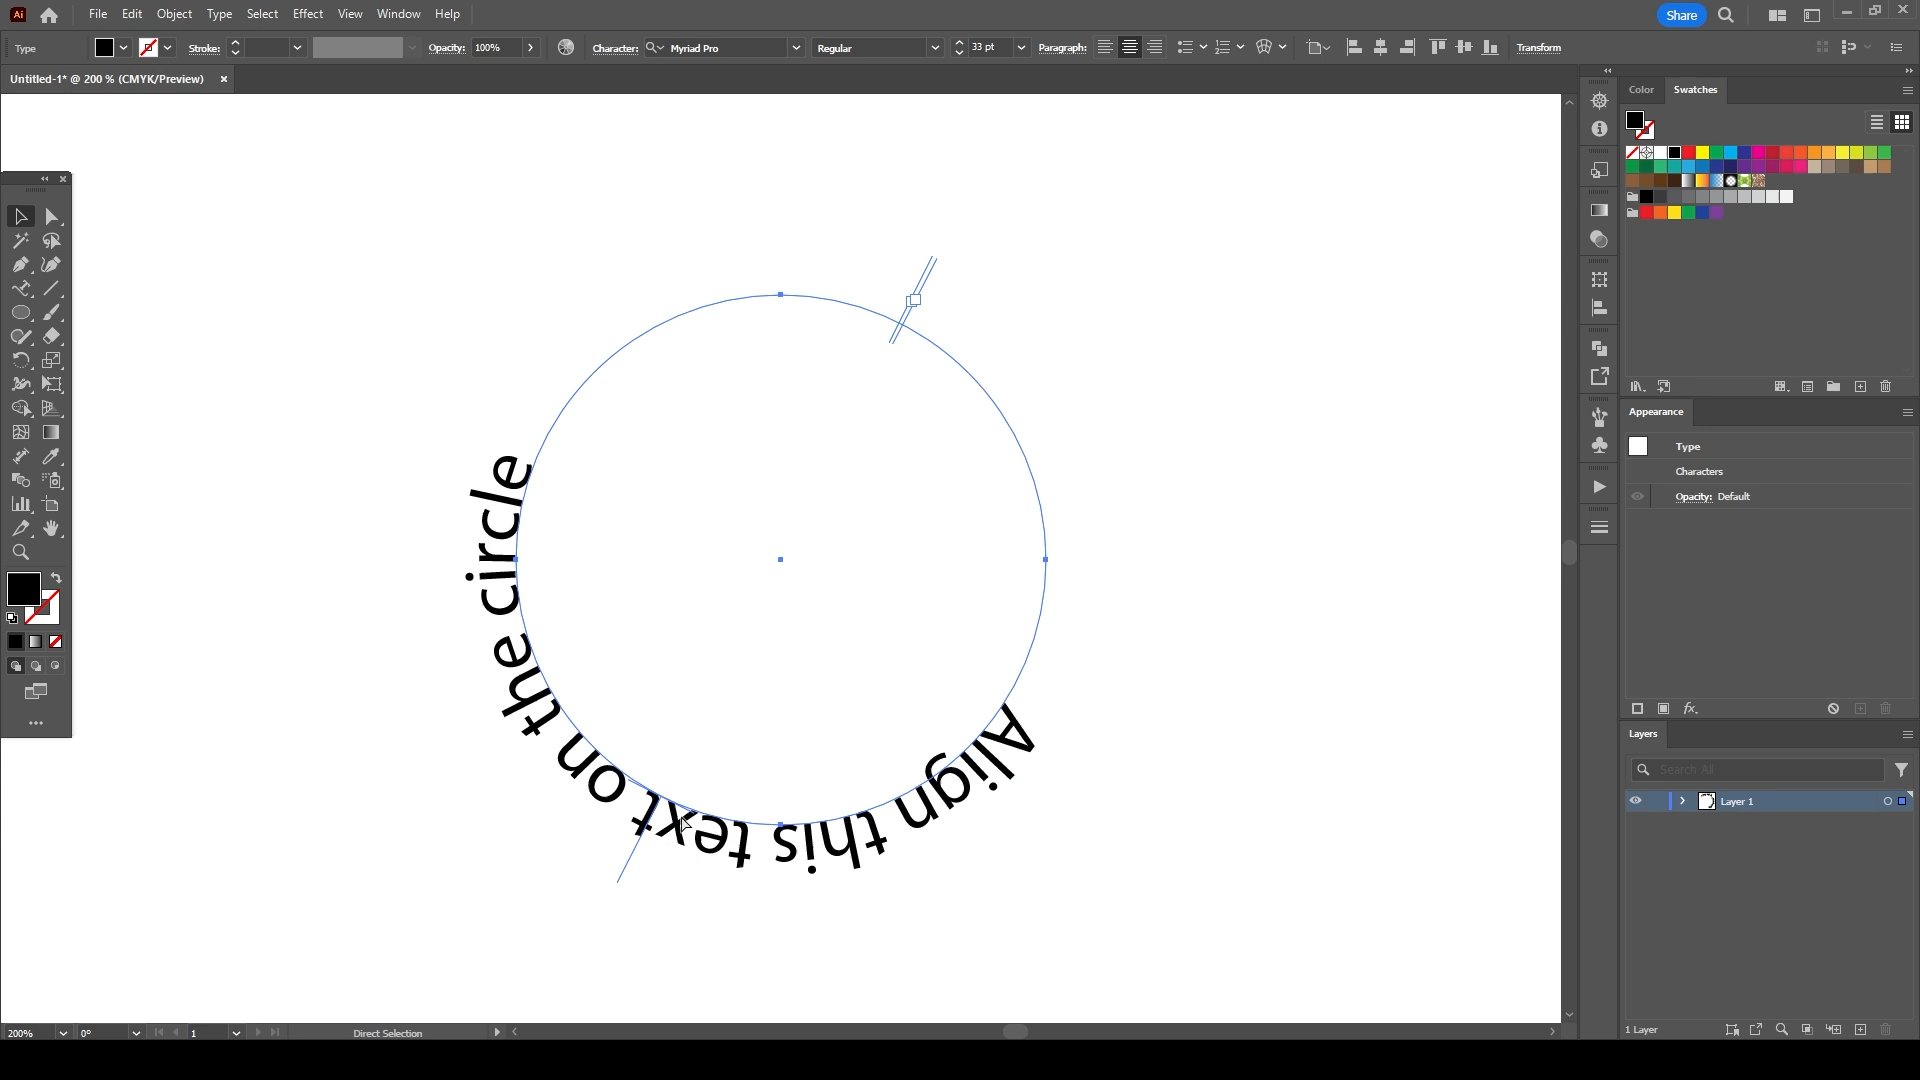 Ai File Edit Object Type Select Effect View Window Help Share
Type Stroke: Opacity: 100% Character: Myriad Pro Regular 33 pt Paragraph: Transform
Untitled-1* @ 200 % (CMYK/Preview)
Color Swatches
Align this text on the circle
Appearance
Type
Characters
Opacity: Default
fx
Layers
Search All
Layer 1
200% 0° 1 Direct Selection
1 Layer